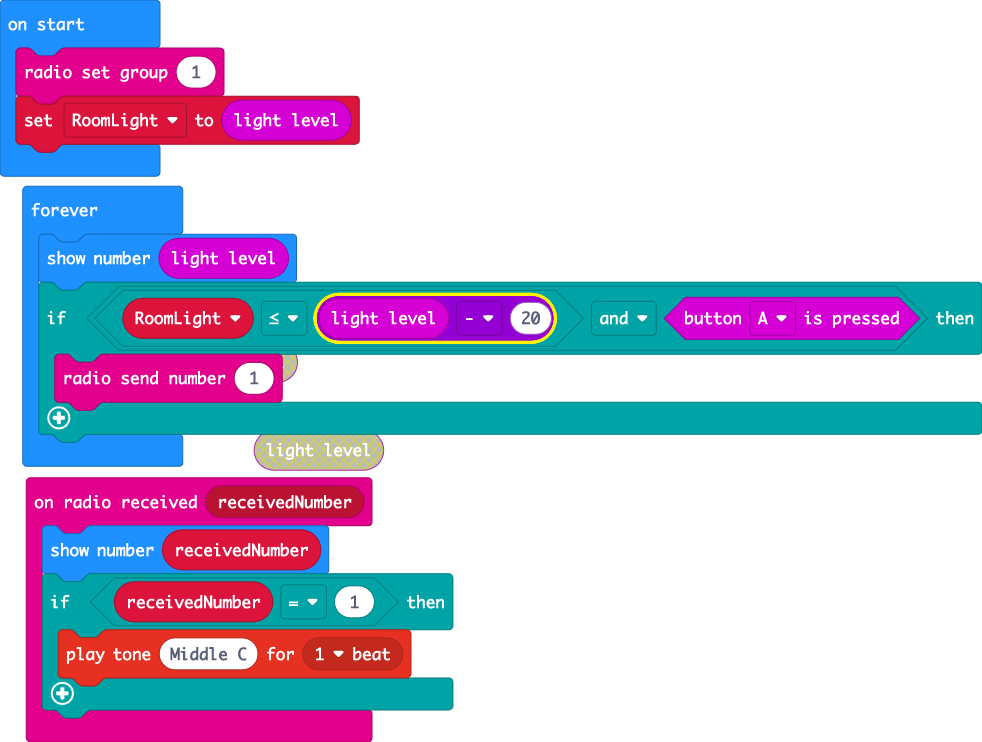 on start
radio set group 1
set RoomLight to light level
forever
show number light level
if RoomLight ≤ light level - 20 and button A is pressed then
radio send number 1
light level
on radio received receivedNumber
show number receivedNumber
if receivedNumber = 1 then
play tone Middle C for 1 beat